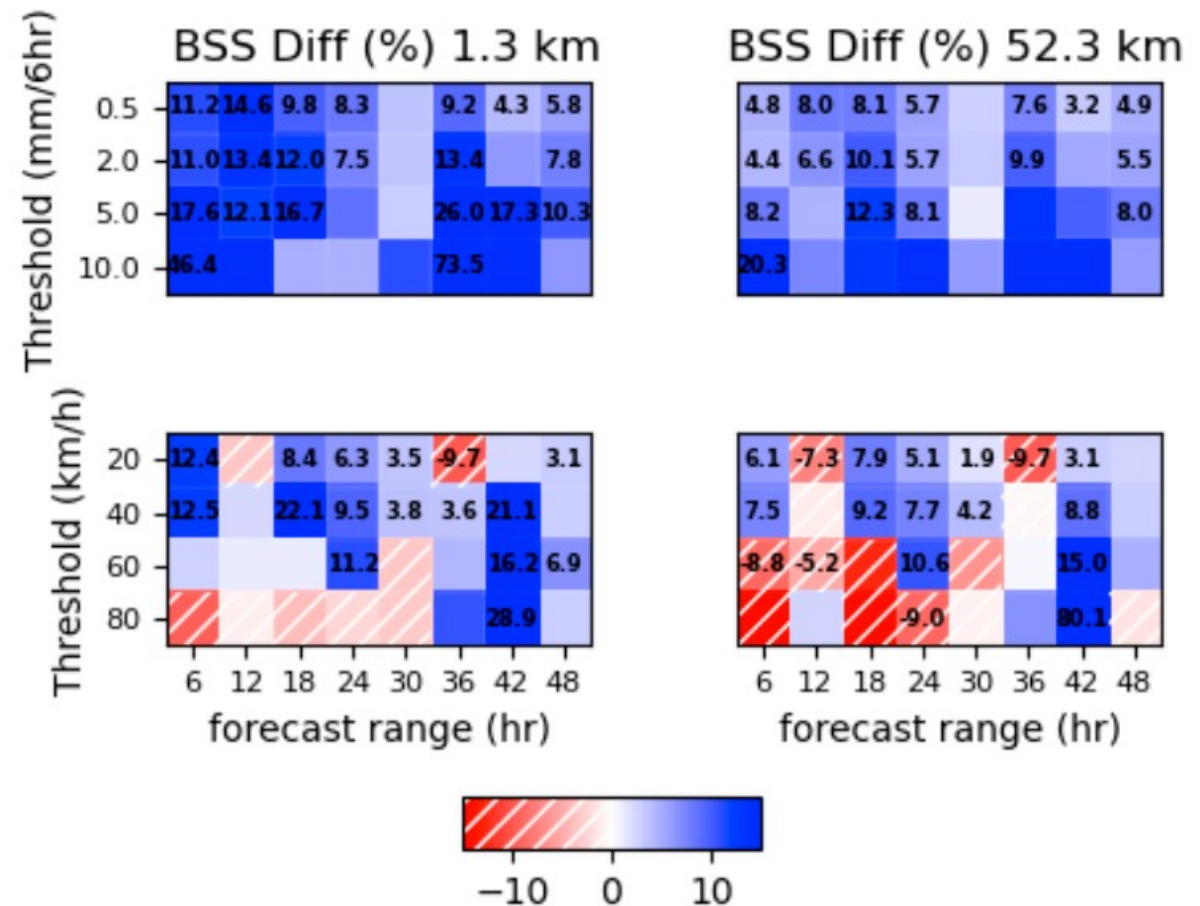 BSS Diff (%) 1.3 km
Threshold (mm/6hr)
0.5 11.2 14.6 9.8 8.3 9.2 4.3 5.8
2.0 11.0 13.4 12.0 7.5 13.4 7.8
5.0 17.6 12.1 16.7 26.0 17.3 10.3
10.0 46.4 73.5
BSS Diff (%) 52.3 km
4.8 8.0 8.1 5.7 7.6 3.2 4.9
4.4 6.6 10.1 5.7 9.9 5.5
8.2 12.3 8.1 8.0
20.3
Threshold (km/h)
20 12.4 8.4 6.3 3.5 -9.7 3.1
40 12.5 22.1 9.5 3.8 3.6 21.1
60 11.2 16.2 6.9
80 28.9
6 12 18 24 30 36 42 48
forecast range (hr)
6.1 -7.3 7.9 5.1 1.9 -9.7 3.1
7.5 9.2 7.7 4.2 8.8
-8.8 -5.2 10.6 15.0
-9.0 80.1
6 12 18 24 30 36 42 48
forecast range (hr)
−10 0 10